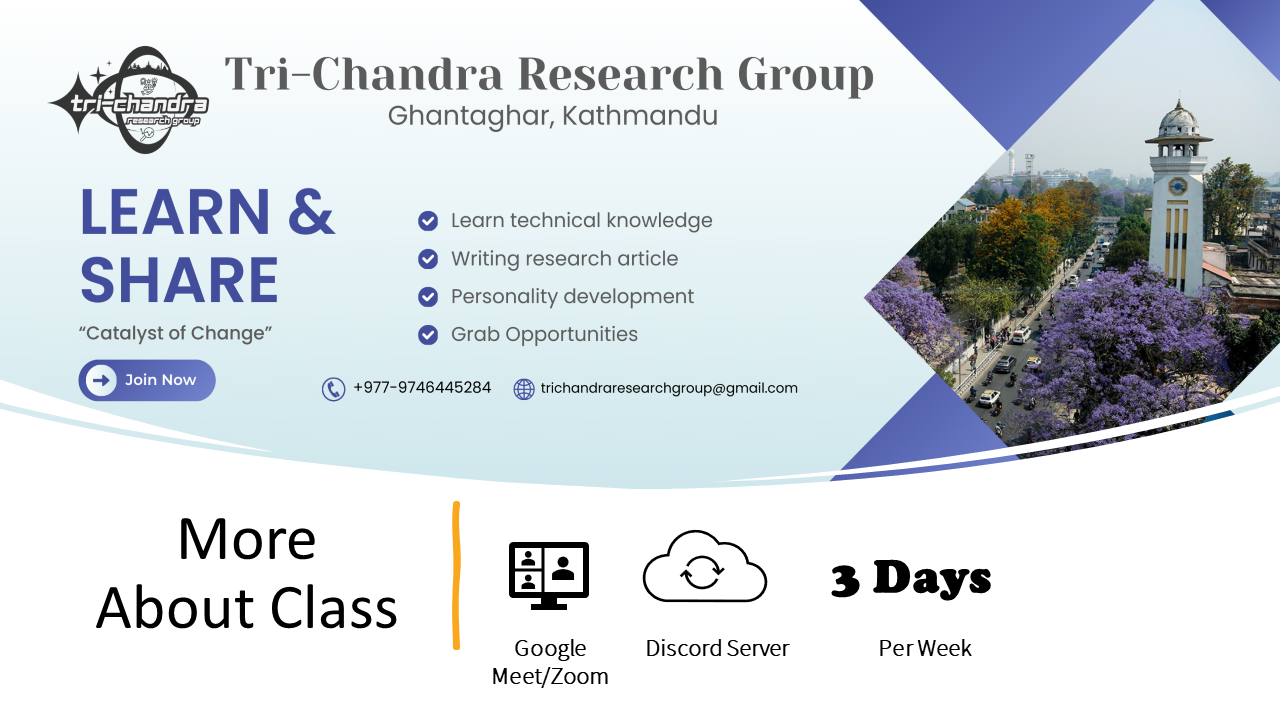 tri-chandra
research group
Tri-Chandra Research Group
Ghantaghar, Kathmandu
LEARN &
SHARE
“Catalyst of Change”
Join Now
Learn technical knowledge
Writing research article
Personality development
Grab Opportunities
+977-9746445284
trichandraresearchgroup@gmail.com
More
About Class
Google
Meet/Zoom
Discord Server
3 Days
Per Week